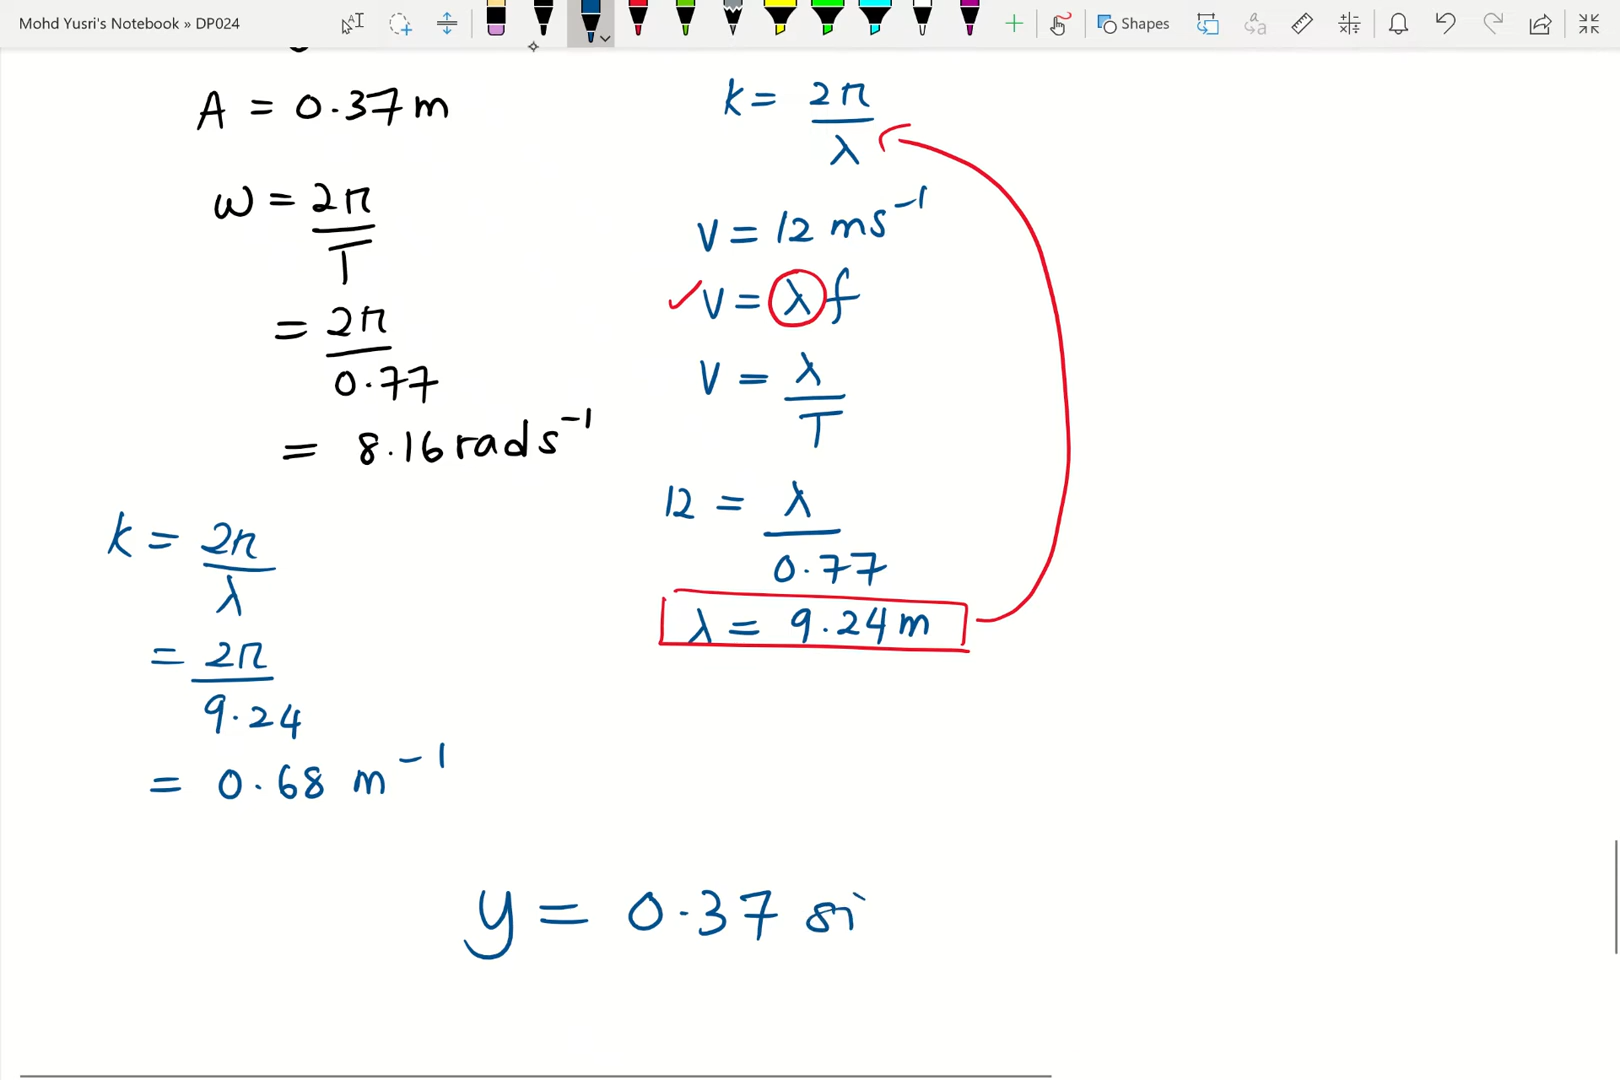 Mohd Yusri's Notebook » DP024
Shapes
A = 0.37 m
ω = 2π / T
= 2π / 0.77
= 8.16 rad s⁻¹
k = 2π / λ
= 2π / 9.24
= 0.68 m⁻¹
k = 2π / λ
v = 12 ms⁻¹
✓ v = λ f
v = λ / T
12 = λ / 0.77
λ = 9.24 m
y = 0.37 si